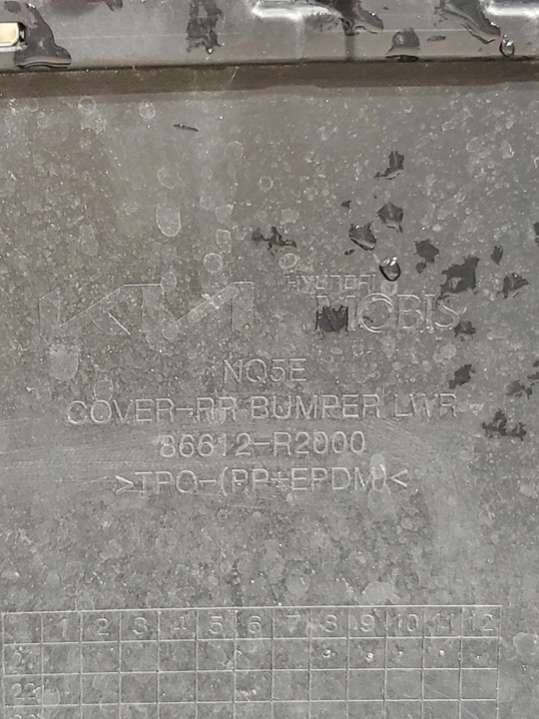 KIA HYUNDAI
MOBIS
NQ5E
COVER-RR BUMPER LWR
86612-R2000
>TPO-(PP+EPDM)<
1 2 3 4 5 6 7 8 9 10 11 12
22